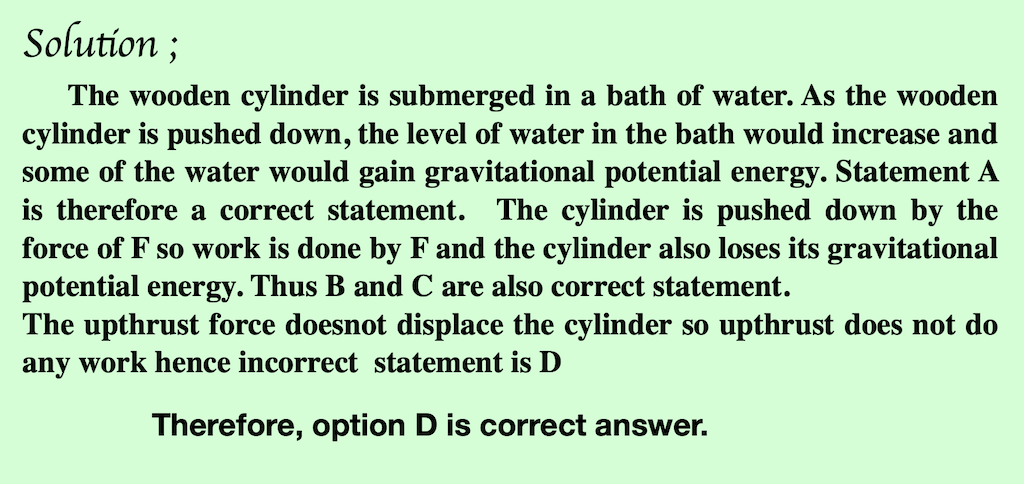 Solution ;
The wooden cylinder is submerged in a bath of water. As the wooden
cylinder is pushed down, the level of water in the bath would increase and
some of the water would gain gravitational potential energy. Statement A
is therefore a correct statement. The cylinder is pushed down by the
force of F so work is done by F and the cylinder also loses its gravitational
potential energy. Thus B and C are also correct statement.
The upthrust force doesnot displace the cylinder so upthrust does not do
any work hence incorrect statement is D
Therefore, option D is correct answer.